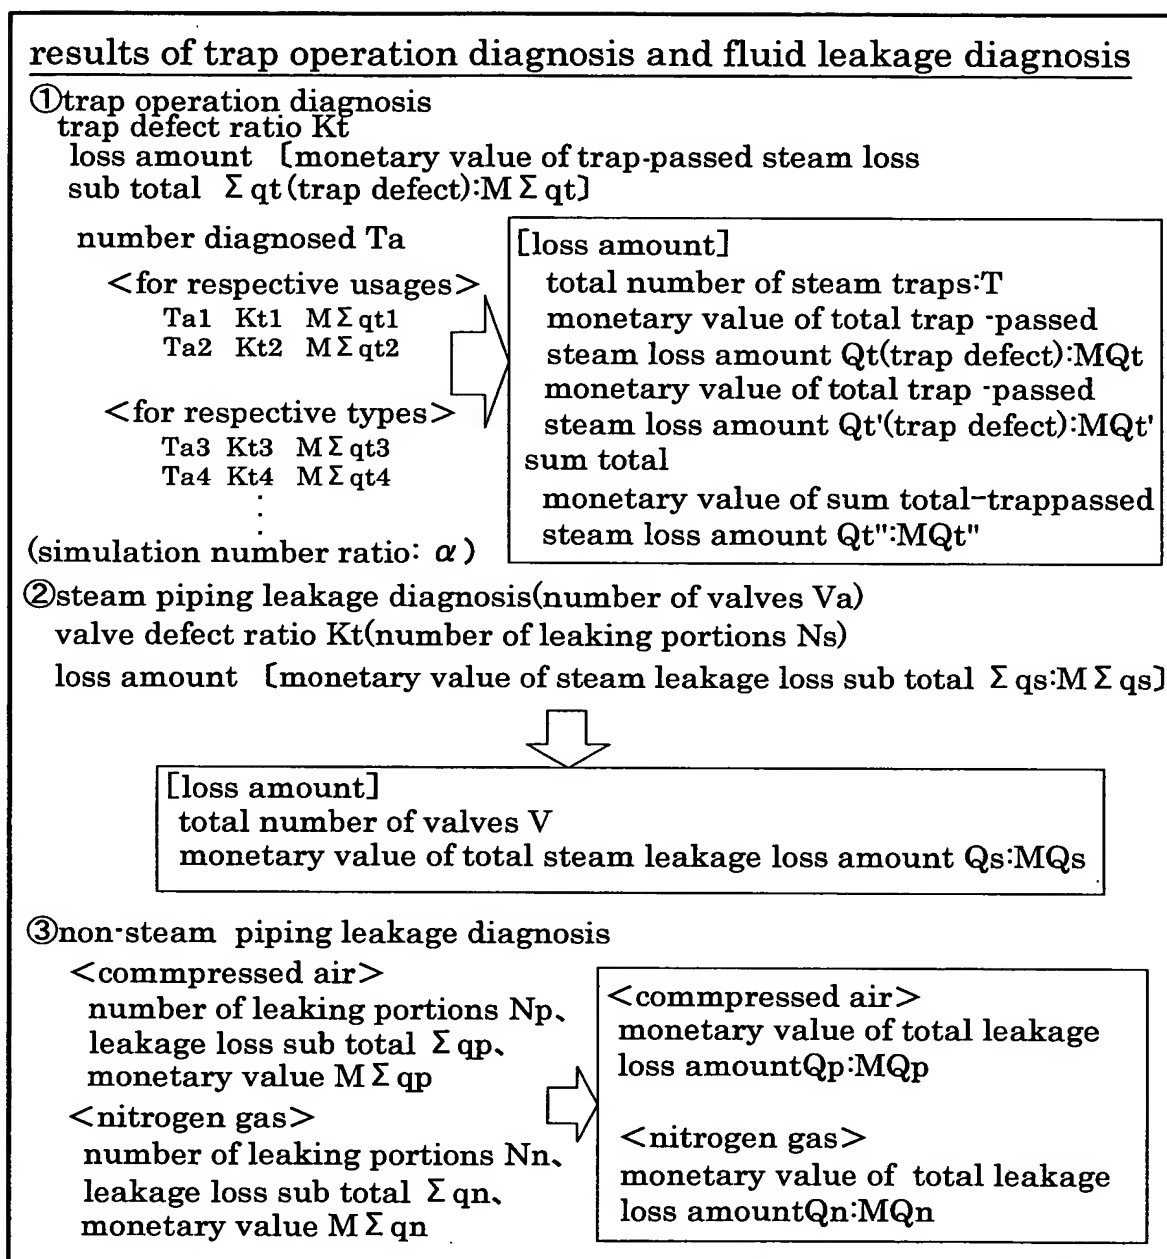 results of trap operation diagnosis and fluid leakage diagnosis
①trap operation diagnosis
trap defect ratio Kt
loss amount 〔monetary value of trap-passed steam loss
sub total Σqt(trap defect):MΣqt〕
number diagnosed Ta
<for respective usages>
Ta1 Kt1 MΣqt1
Ta2 Kt2 MΣqt2
<for respective types>
Ta3 Kt3 MΣqt3
Ta4 Kt4 MΣqt4
⋮
(simulation number ratio: α)
[loss amount]
total number of steam traps:T
monetary value of total trap -passed
steam loss amount Qt(trap defect):MQt
monetary value of total trap -passed
steam loss amount Qt'(trap defect):MQt'
sum total
monetary value of sum total-trappassed
steam loss amount Qt":MQt"
②steam piping leakage diagnosis(number of valves Va)
valve defect ratio Kt(number of leaking portions Ns)
loss amount 〔monetary value of steam leakage loss sub total Σqs:MΣqs〕
[loss amount]
total number of valves V
monetary value of total steam leakage loss amount Qs:MQs
③non-steam piping leakage diagnosis
<commpressed air>
number of leaking portions Np、
leakage loss sub total Σqp、
monetary value MΣqp
<nitrogen gas>
number of leaking portions Nn、
leakage loss sub total Σqn、
monetary value MΣqn
<commpressed air>
monetary value of total leakage
loss amountQp:MQp
<nitrogen gas>
monetary value of total leakage
loss amountQn:MQn